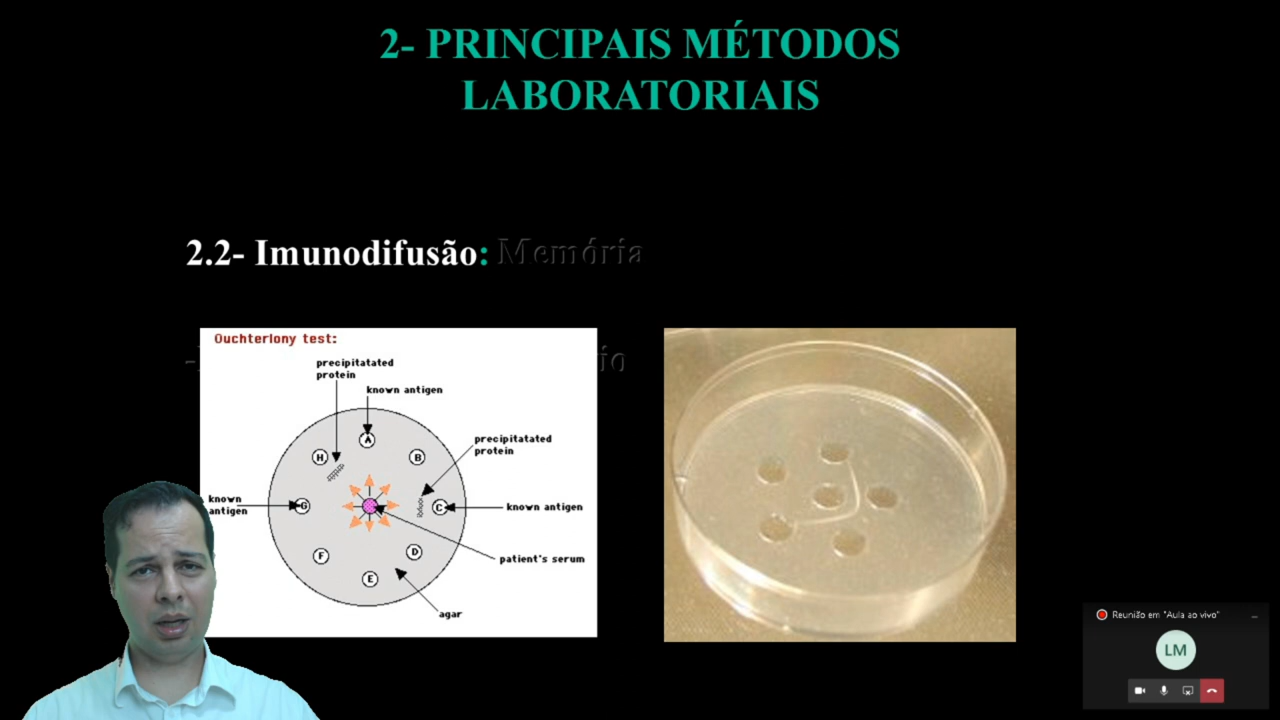 2- PRINCIPAIS MÉTODOS
LABORATORIAIS
2.2- Imunodifusão: Memória
Ouchterlony test:
precipitatated
protein
known antigen
precipitatated
protein
A
H
B
known
antigen
G
C
known antigen
F
D
patient's serum
E
agar
Reunião em "Aula ao vivo"
LM